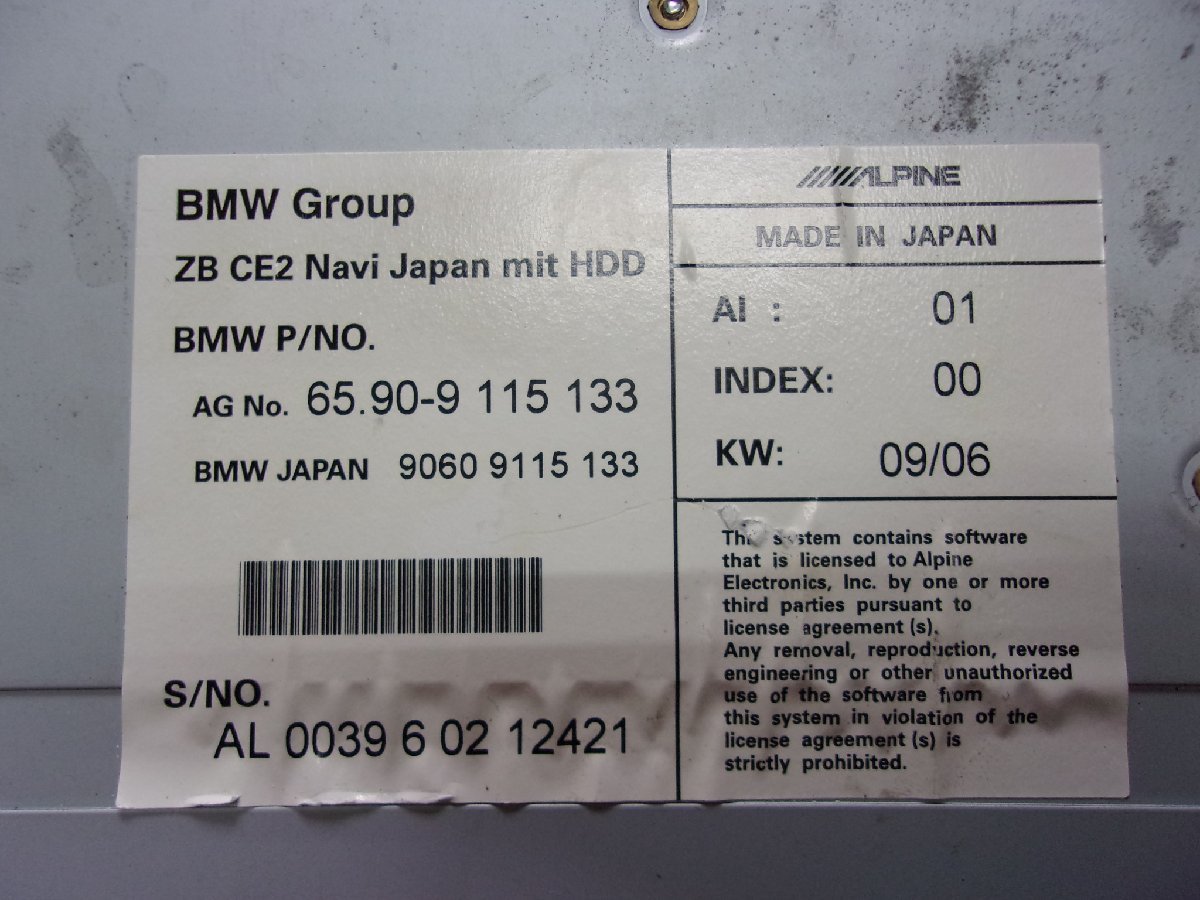 BMW Group
ZB CE2 Navi Japan mit HDD
BMW P/NO.
AG No. 65.90-9 115 133
BMW JAPAN 9060 9115 133
S/NO.
AL 0039 6 02 12421
ALPINE
MADE IN JAPAN
AI : 01
INDEX: 00
KW: 09/06
This system contains software
that is licensed to Alpine
Electronics, Inc. by one or more
third parties pursuant to
license agreement (s).
Any removal, reproduction, reverse
engineering or other unauthorized
use of the software from
this system in violation of the
license agreement (s) is
strictly prohibited.